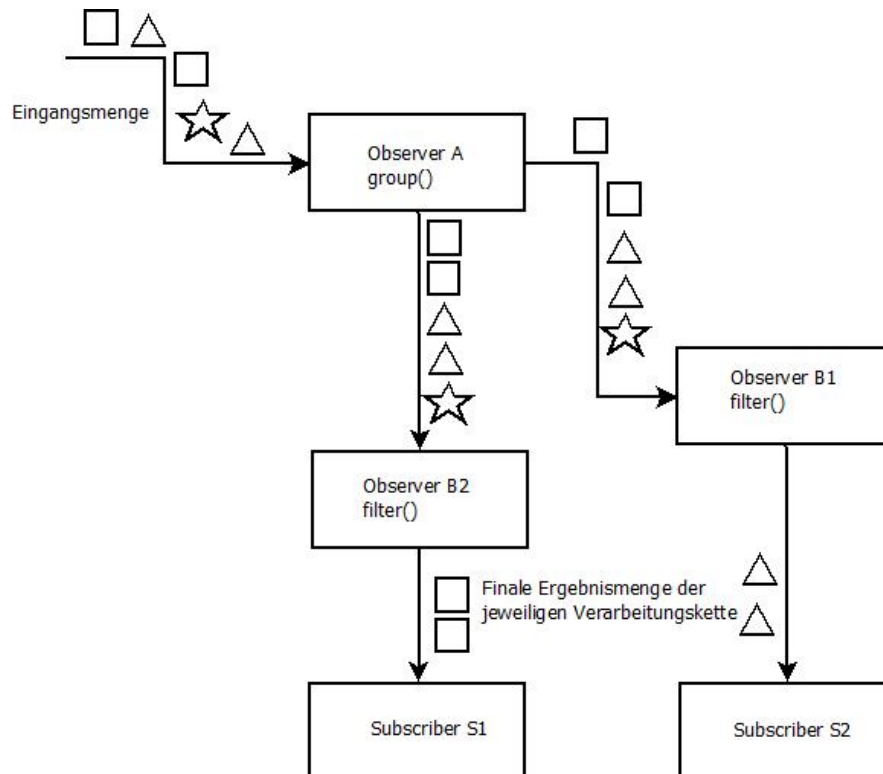 Eingangsmenge
Observer A
group()
Observer B1
filter()
Observer B2
filter()
Finale Ergebnismenge der
jeweiligen Verarbeitungskette
Subscriber S1
Subscriber S2